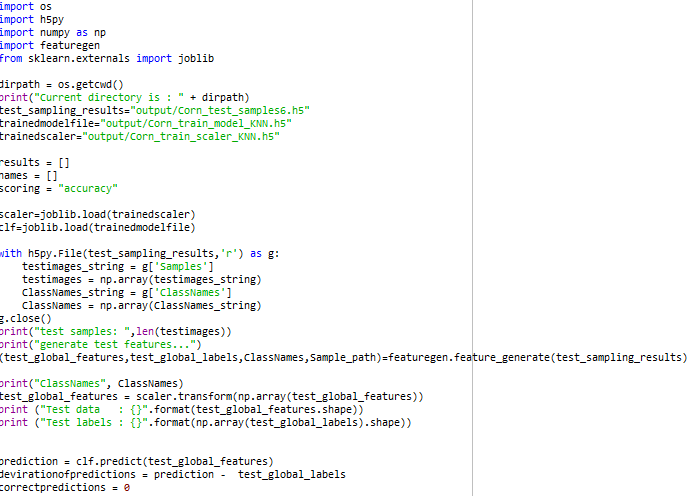 import os
import h5py
import numpy as np
import featuregen
from sklearn.externals import joblib
dirpath = os.getcwd()
print("Current directory is : " + dirpath)
test_sampling_results="output/Corn_test_samples6.h5"
trainedmodelfile="output/Corn_train_model_KNN.h5"
trainedscaler="output/Corn_train_scaler_KNN.h5"
results = []
names = []
scoring = "accuracy"
scaler=joblib.load(trainedscaler)
clf=joblib.load(trainedmodelfile)
with h5py.File(test_sampling_results,'r') as g:
    testimages_string = g['Samples']
    testimages = np.array(testimages_string)
    ClassNames_string = g['ClassNames']
    ClassNames = np.array(ClassNames_string)
g.close()
print("test samples: ",len(testimages))
print("generate test features...")
(test_global_features,test_global_labels,ClassNames,Sample_path)=featuregen.feature_generate(test_sampling_results)
print("ClassNames", ClassNames)
test_global_features = scaler.transform(np.array(test_global_features))
print ("Test data   : {}".format(test_global_features.shape))
print ("Test labels : {}".format(np.array(test_global_labels).shape))
prediction = clf.predict(test_global_features)
devirationofpredictions = prediction -  test_global_labels
correctpredictions = 0